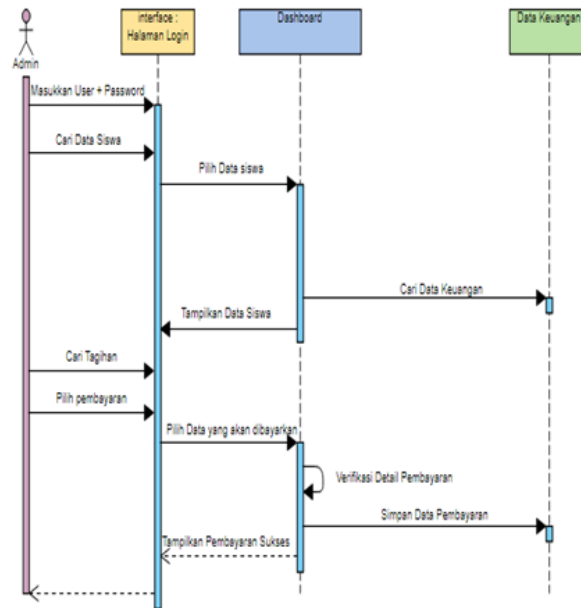 interface :
Halaman Login
Dashboard
Data Keuangan
Admin
Masukkan User + Password
Cari Data Siswa
Pilih Data siswa
Cari Data Keuangan
Tampilkan Data Siswa
Cari Tagihan
Pilih pembayaran
Pilih Data yang akan dibayarkan
Verifikasi Detail Pembayaran
Simpan Data Pembayaran
Tampilkan Pembayaran Sukses